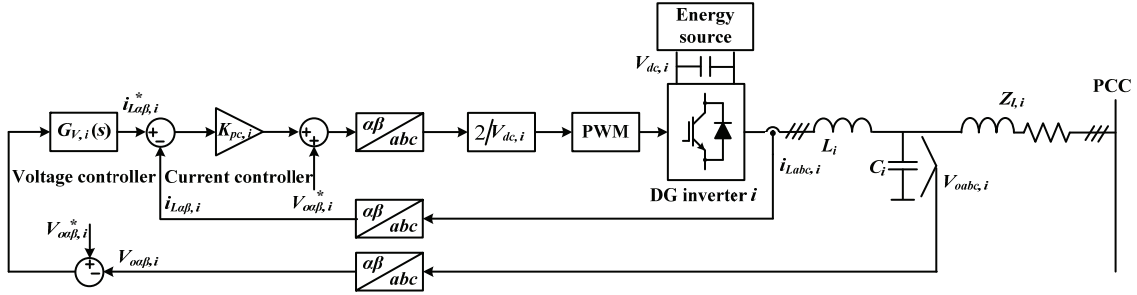 Energy
source
V_dc, i
PCC
i*_Lαβ, i
Z_l,i
G_V, i(s)
+
-
K_pc, i
+
+
αβ
abc
2/V_dc, i
PWM
L_i
C_i
i_Labc, i
V_oabc, i
Voltage controller
Current controller
DG inverter i
i_Lαβ, i
V*_oαβ, i
αβ
abc
V*_oαβ, i
+
-
V_oαβ, i
αβ
abc